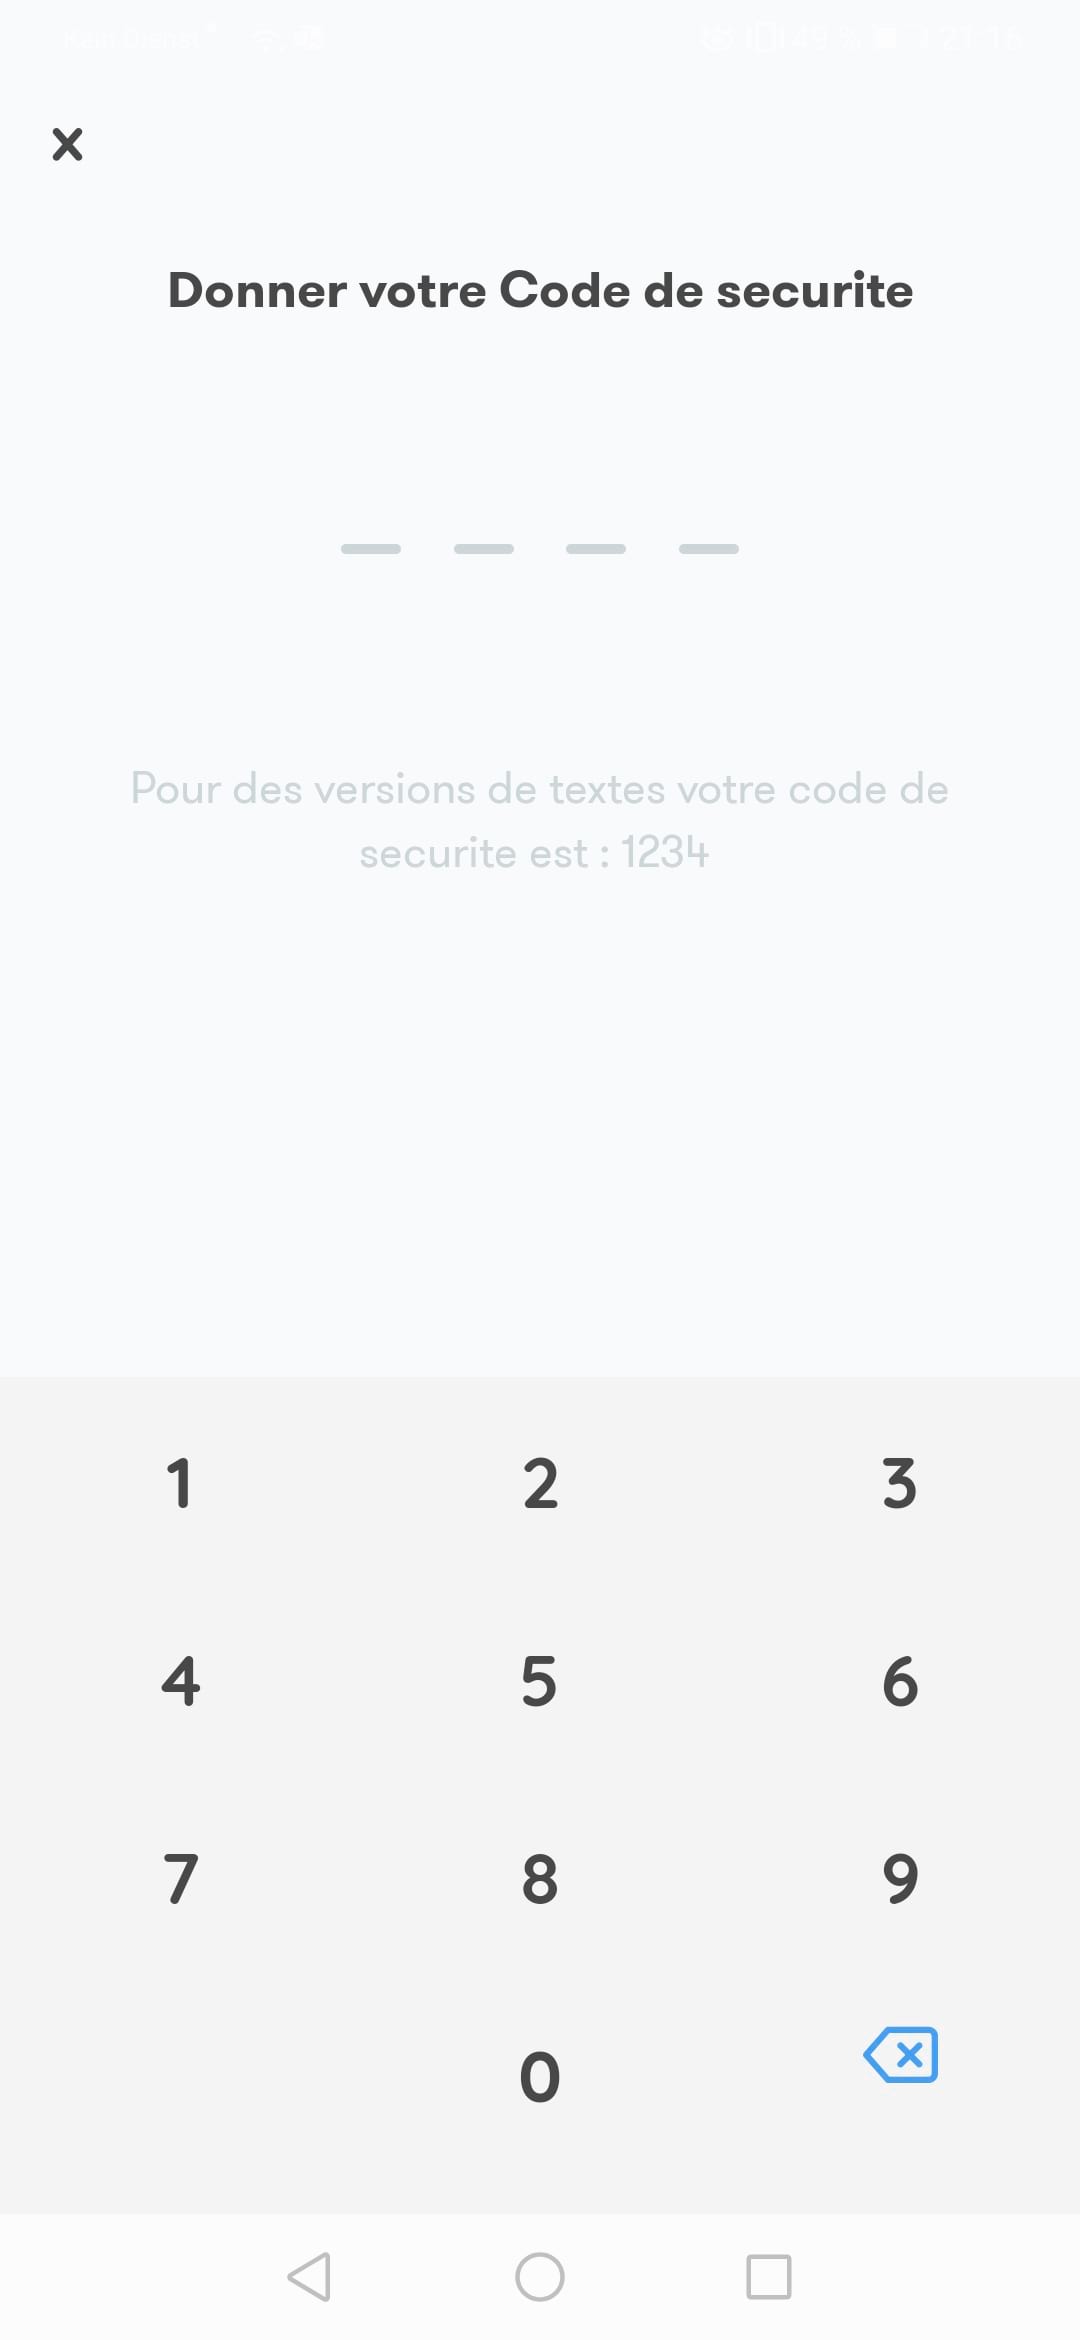 Kein Dienst
49 % 21:16
Donner votre Code de securite
Pour des versions de textes votre code de
securite est : 1234
1 2 3
4 5 6
7 8 9
0